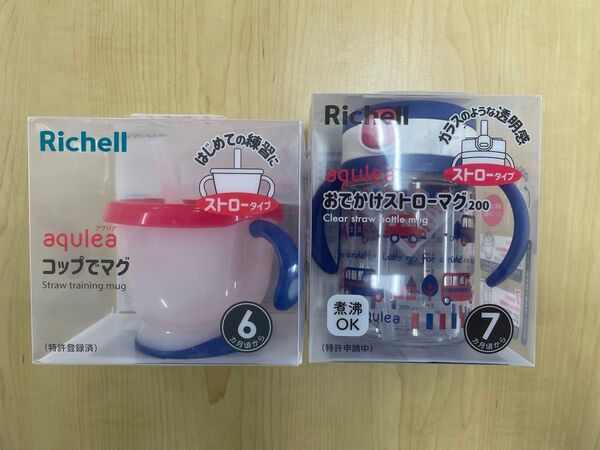 Richell
はじめての練習に
ストロータイプ
アクリア
aqulea
コップでマグ
Straw training mug
6
カ月頃から
(特許登録済)
Richell
ガラスのような透明感
ストロータイプ
aqulea
おでかけストローマグ200
Clear straw bottle mug
Let's go for a
煮沸
OK
aqulea
7
カ月頃から
(特許申請中)